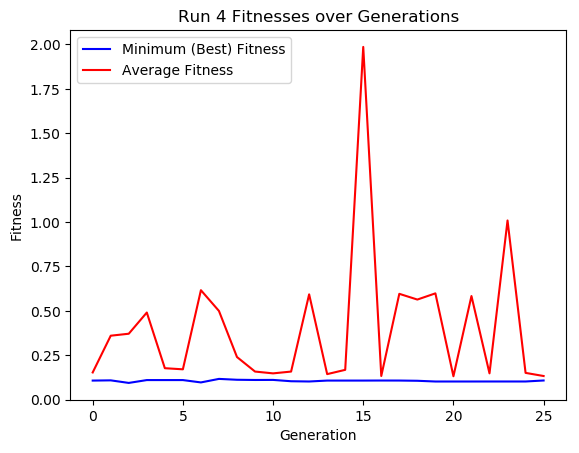 Run 4 Fitnesses over Generations
Minimum (Best) Fitness
Average Fitness
2.00
1.75
1.50
1.25
1.00
0.75
0.50
0.25
0.00
Fitness
0 5 10 15 20 25
Generation